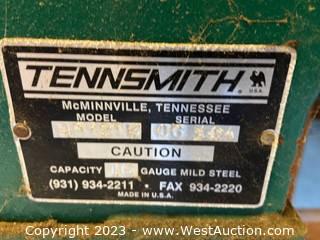 TENNSMITH
U.S.A.
McMINNVILLE, TENNESSEE
MODEL SERIAL
CAUTION
CAPACITY GAUGE MILD STEEL
(931) 934-2211 • FAX 934-2220
MADE IN U.S.A.
Copyright 2023 - WestAuction.com